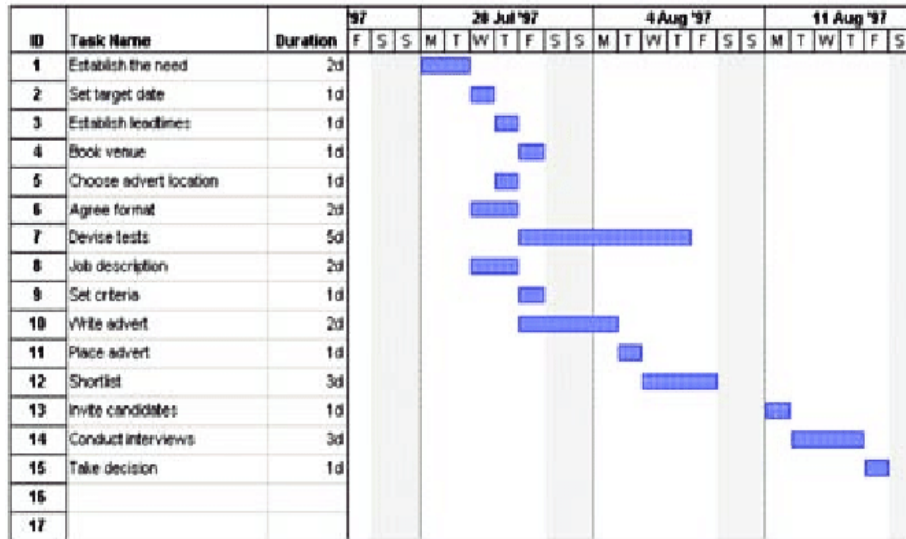 '97 28 Jul '97 4 Aug '97 11 Aug '97
ID Task Name Duration F S S M T W T F S S M T W T F S S M T W T F S
1 Establish the need 2d
2 Set target date 1d
3 Establish leadtimes 1d
4 Book venue 1d
5 Choose advert location 1d
6 Agree format 2d
7 Devise tests 5d
8 Job description 2d
9 Set criteria 1d
10 Write advert 2d
11 Place advert 1d
12 Shortlist 3d
13 Invite candidates 1d
14 Conduct interviews 3d
15 Take decision 1d
16
17